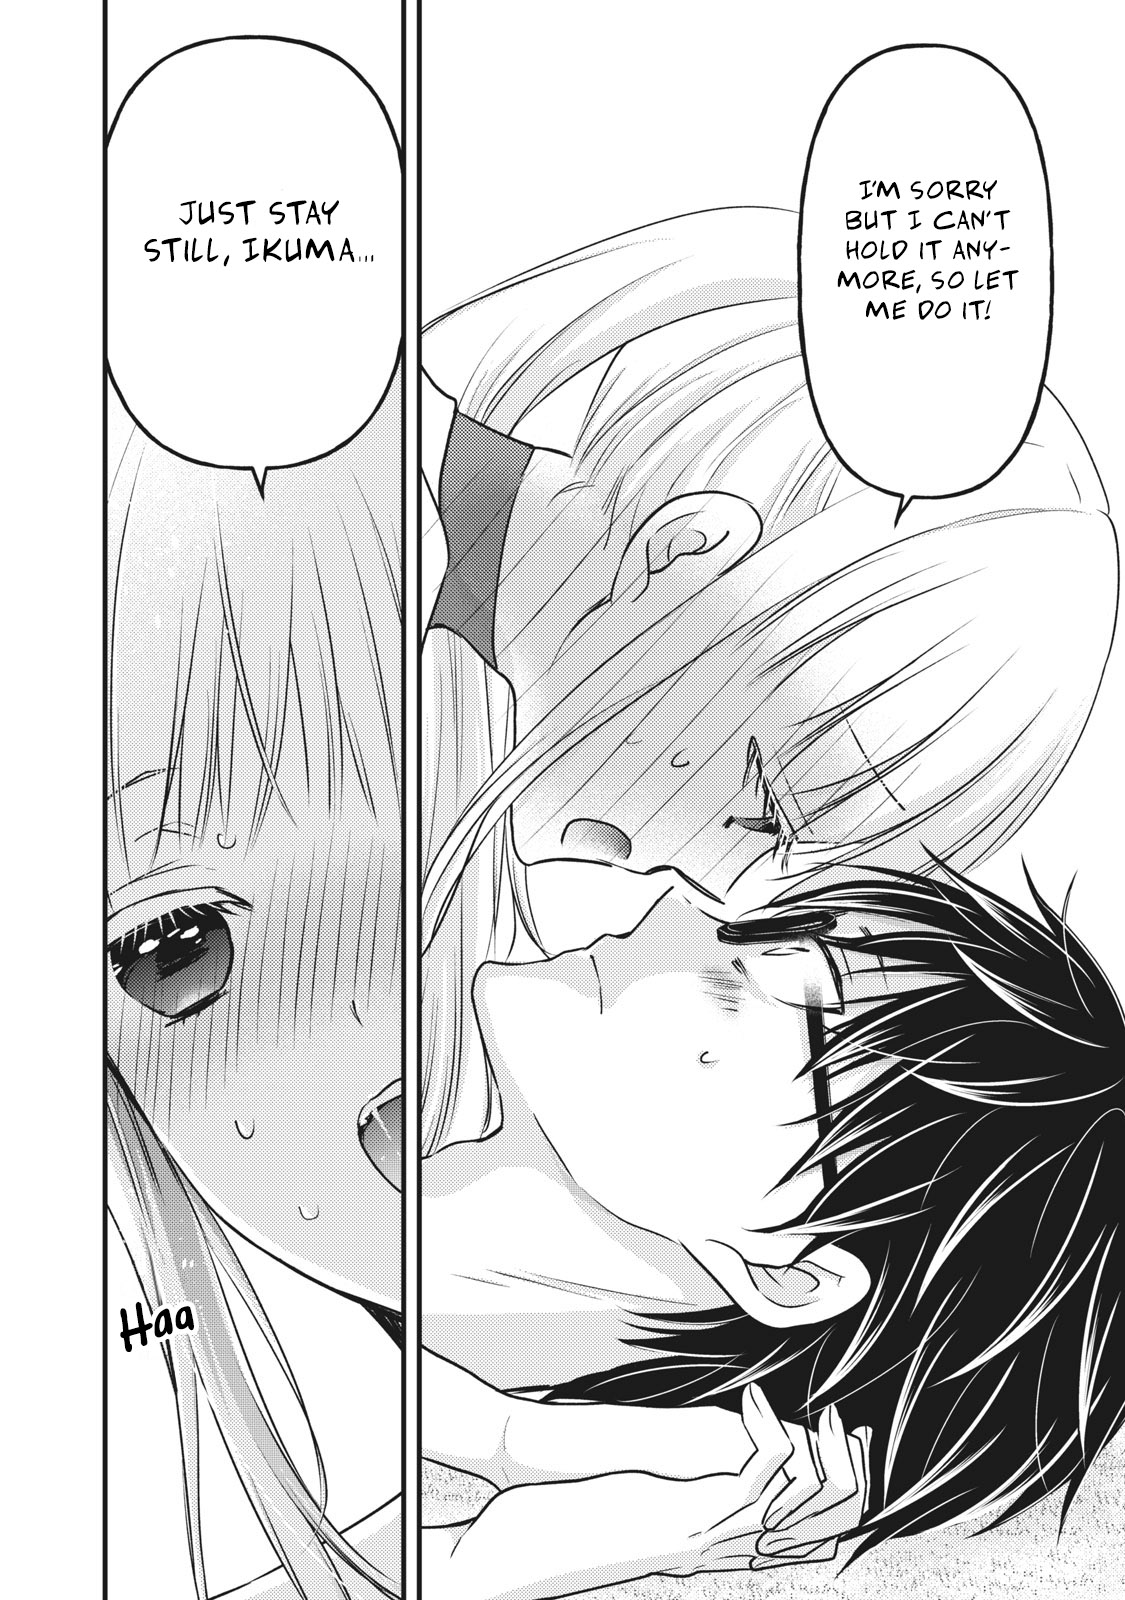 I'M SORRY
BUT I CAN'T
HOLD IT ANY-
MORE, SO LET
ME DO IT!
JUST STAY
STILL, IKUMA...
Haa